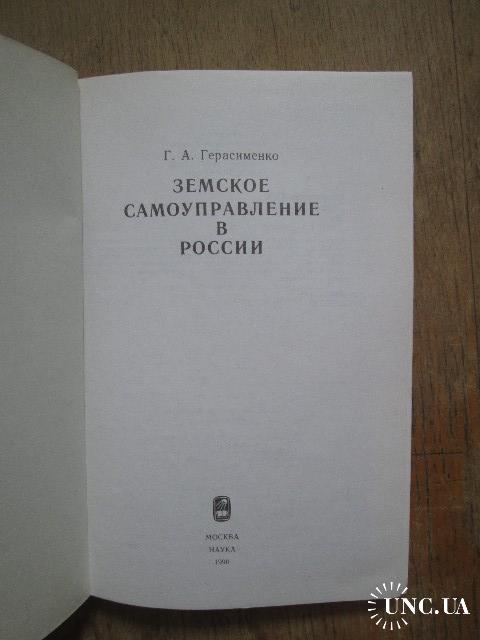 Г. А. Герасименко
ЗЕМСКОЕ
САМОУПРАВЛЕНИЕ
В
РОССИИ
МОСКВА
НАУКА
1990
UNC.UA